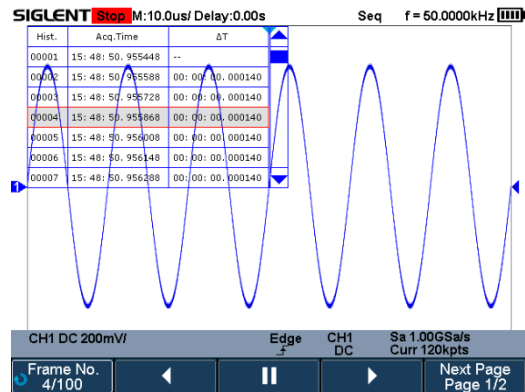 SIGLENT Stop M:10.0us/ Delay:0.00s Seq f = 50.0000kHz
Hist. Acq.Time ΔT
00001 15: 48: 50. 955448 --
00002 15: 48: 50. 955588 00: 00: 00. 000140
00003 15: 48: 50. 955728 00: 00: 00. 000140
00004 15: 48: 50. 955868 00: 00: 00. 000140
00005 15: 48: 50. 956008 00: 00: 00. 000140
00006 15: 48: 50. 956148 00: 00: 00. 000140
00007 15: 48: 50. 956288 00: 00: 00. 000140
1
CH1 DC 200mV/ Edge CH1 Sa 1.00GSa/s
DC Curr 120kpts
Frame No. Next Page
4/100 Page 1/2